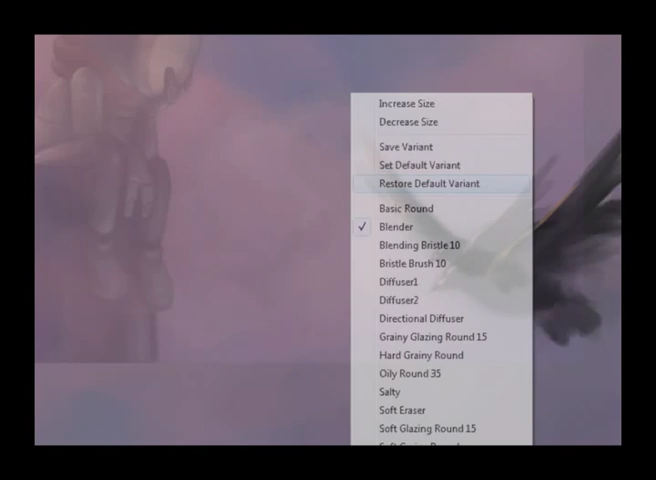 Increase Size
Decrease Size
Save Variant
Set Default Variant
Restore Default Variant
Basic Round
Blender
Blending Bristle 10
Bristle Brush 10
Diffuser1
Diffuser2
Directional Diffuser
Grainy Glazing Round 15
Hard Grainy Round
Oily Round 35
Salty
Soft Eraser
Soft Glazing Round 15